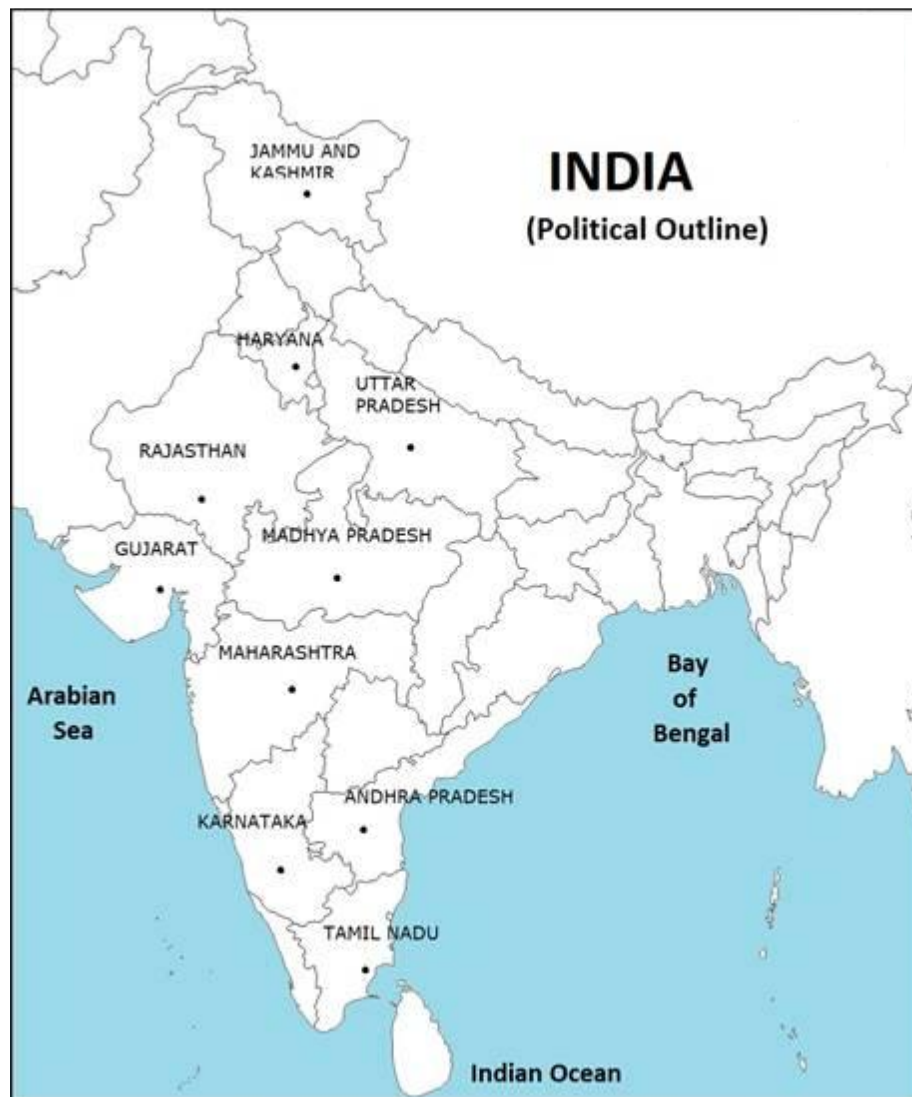 JAMMU AND
KASHMIR
INDIA
(Political Outline)
HARYANA
UTTAR
PRADESH
RAJASTHAN
GUJARAT
MADHYA PRADESH
MAHARASHTRA
Arabian
Sea
Bay
of
Bengal
ANDHRA PRADESH
KARNATAKA
TAMIL NADU
Indian Ocean